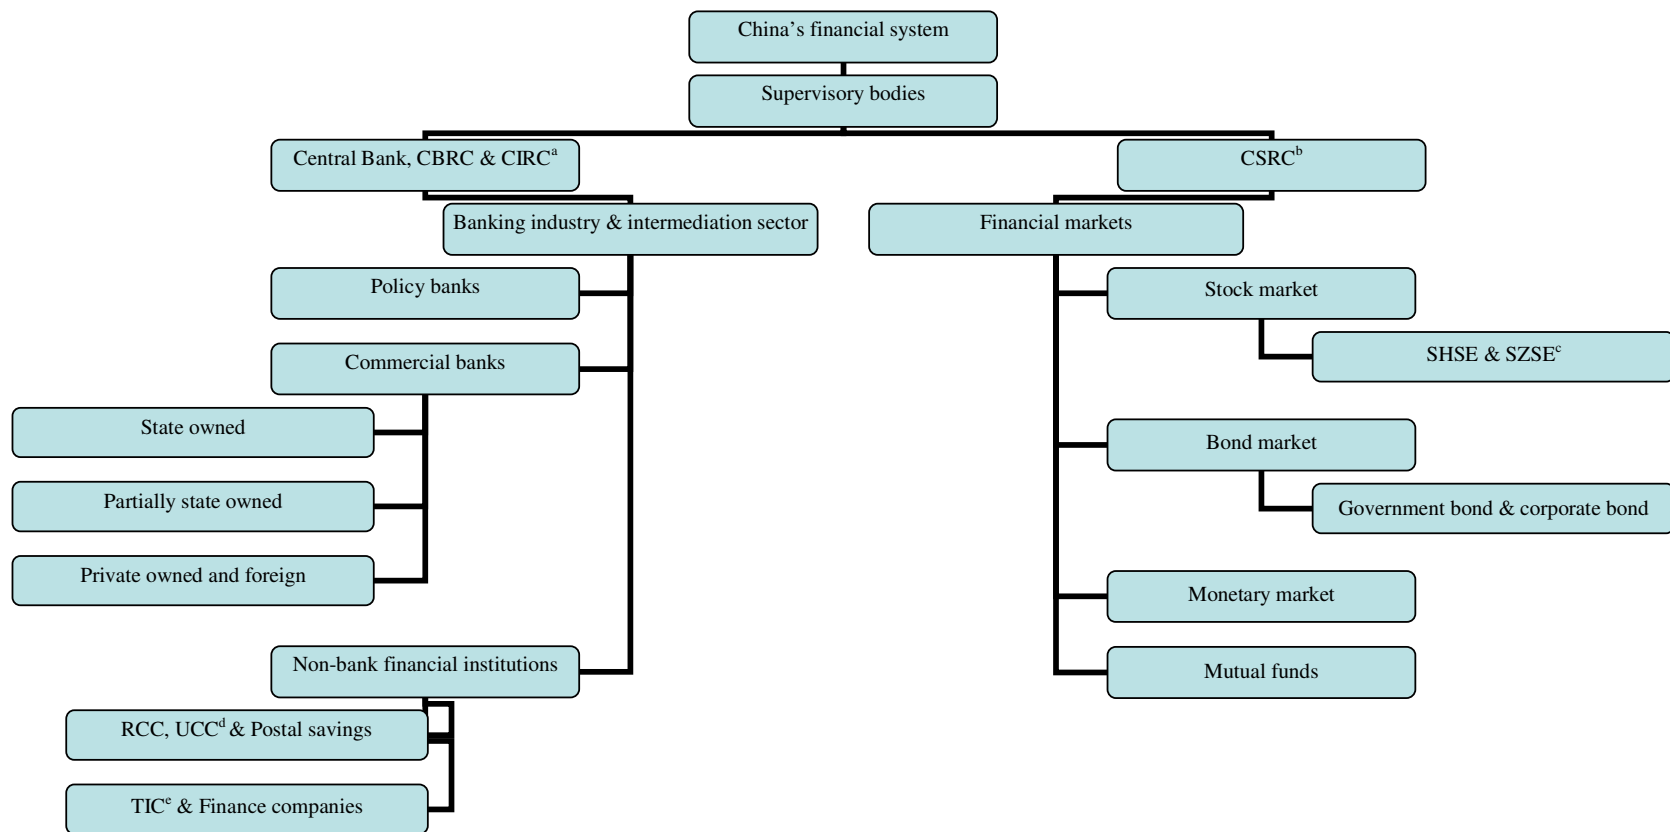 China’s financial system
Supervisory bodies
Central Bank, CBRC & CIRCᵃ
CSRCᵇ
Banking industry & intermediation sector
Financial markets
Policy banks
Stock market
Commercial banks
SHSE & SZSEᶜ
State owned
Bond market
Partially state owned
Government bond & corporate bond
Private owned and foreign
Monetary market
Non-bank financial institutions
Mutual funds
RCC, UCCᵈ & Postal savings
TICᵉ & Finance companies